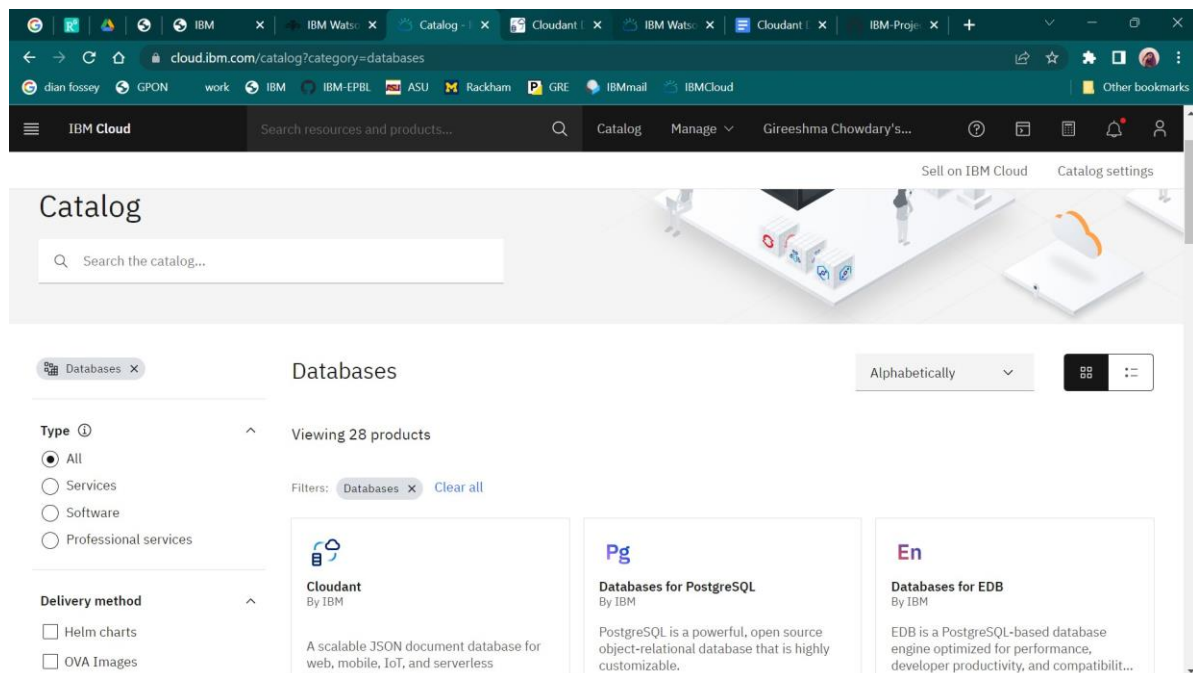 IBM
IBM Watso
Catalog - I
Cloudant
IBM Watso
Cloudant
IBM-Proje
cloud.ibm.com/catalog?category=databases
dian fossey GPON work IBM IBM-EPBL ASU Rackham GRE IBMmail IBMCloud Other bookmarks
IBM Cloud Search resources and products... Catalog Manage Gireeshma Chowdary's...
Sell on IBM Cloud Catalog settings
Catalog
Search the catalog...
Databases
Databases
Alphabetically
Type
All
Services
Software
Professional services
Delivery method
Helm charts
OVA Images
Viewing 28 products
Filters: Databases Clear all
Cloudant
By IBM
A scalable JSON document database for
web, mobile, IoT, and serverless
Pg
Databases for PostgreSQL
By IBM
PostgreSQL is a powerful, open source
object-relational database that is highly
customizable.
En
Databases for EDB
By IBM
EDB is a PostgreSQL-based database
engine optimized for performance,
developer productivity, and compatibilit...